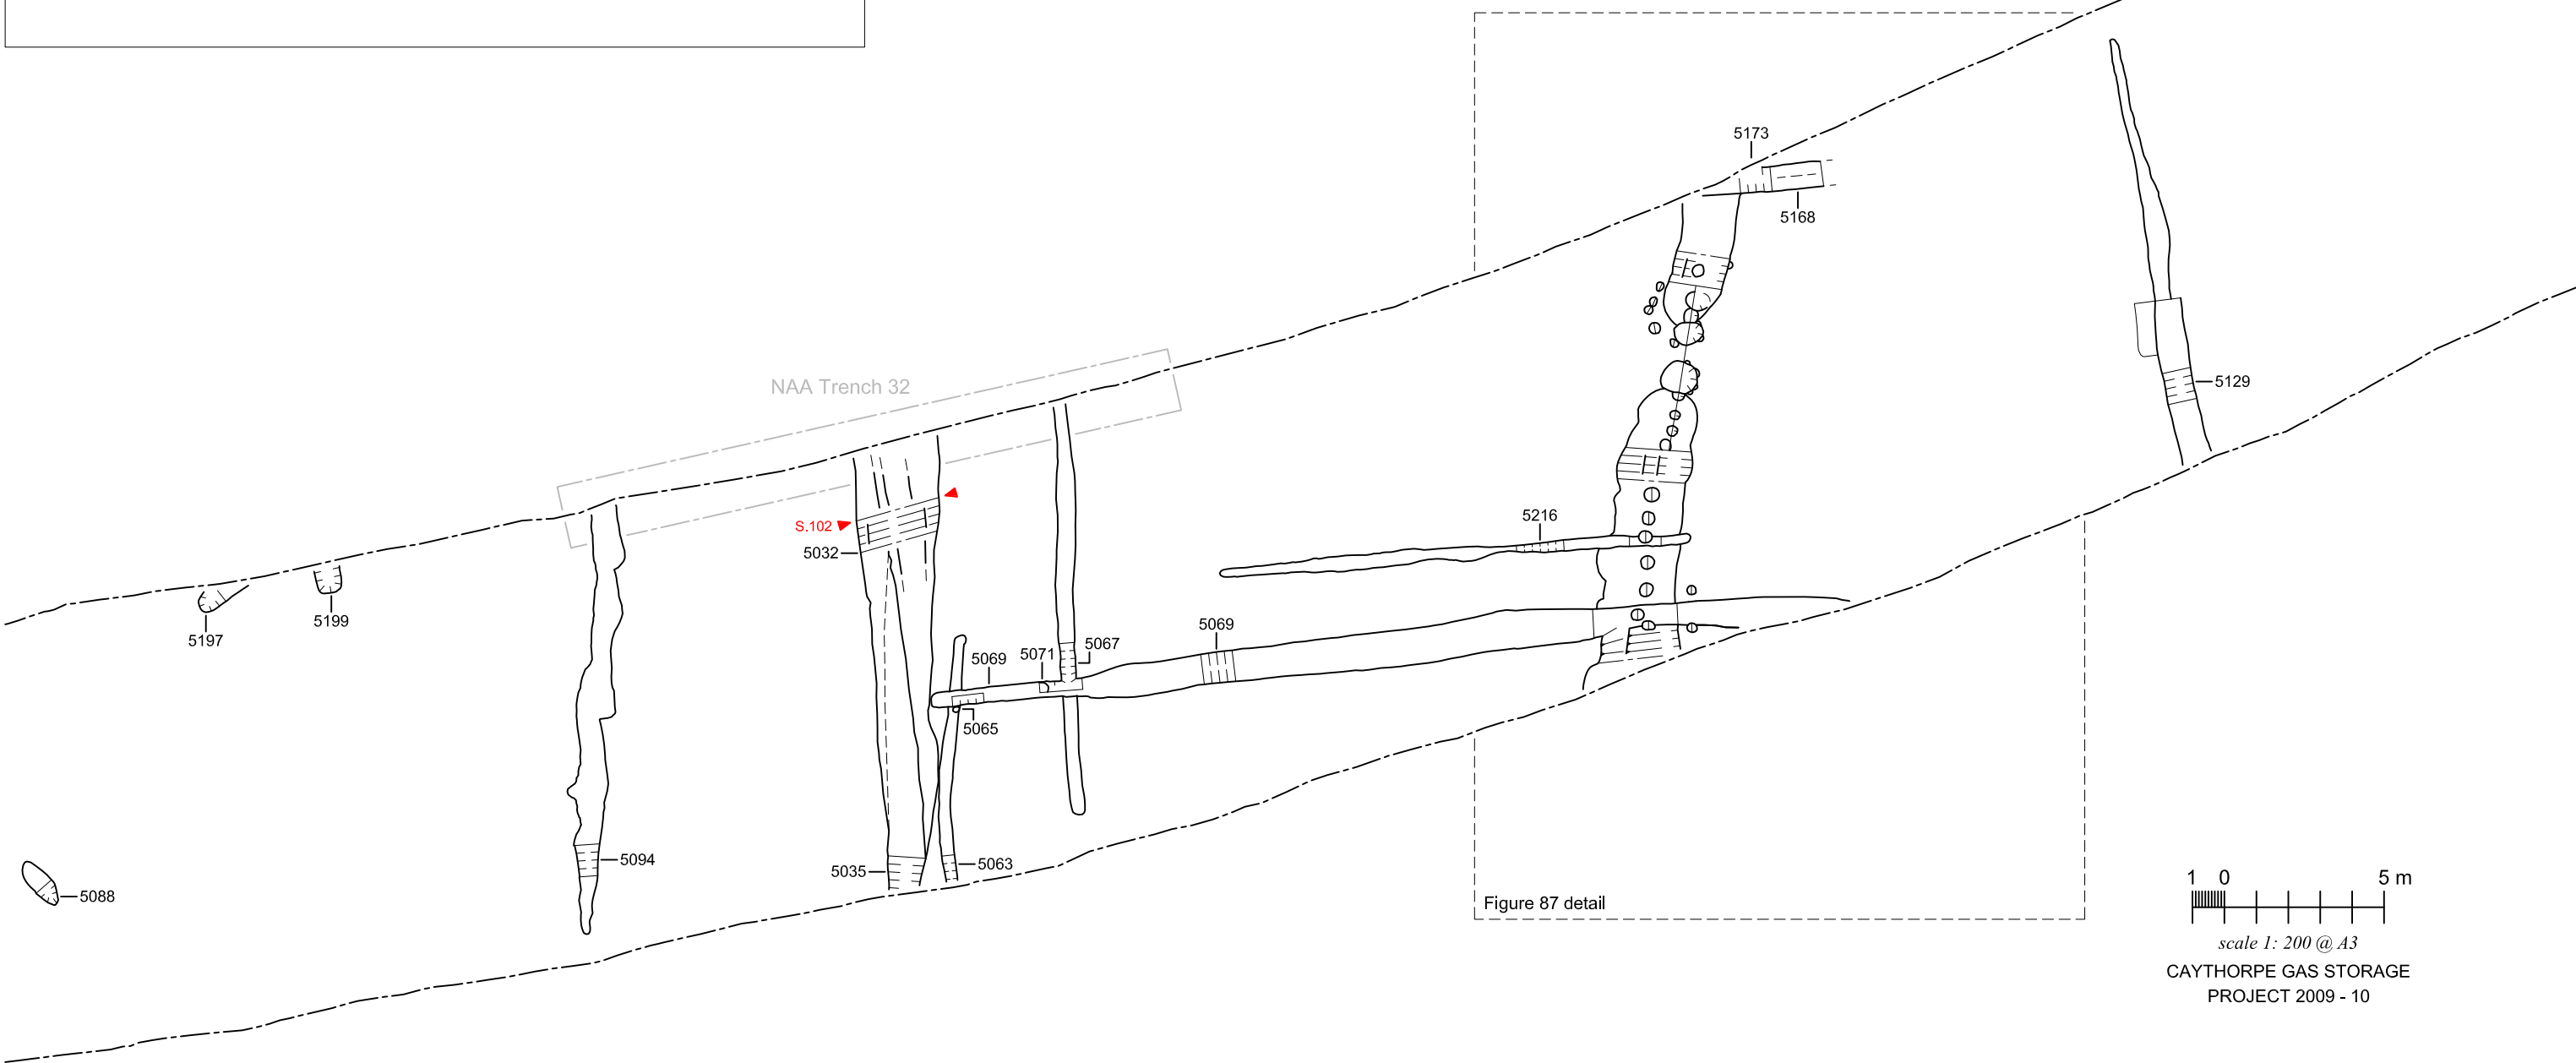 5173
5168
NAA Trench 32
5129
S.102
5032
5216
5197
5199
5069
5067
5071
5069
5065
5094
5035
5063
5088
Figure 87 detail
1 0 5 m
scale 1: 200 @ A3
CAYTHORPE GAS STORAGE
PROJECT 2009 - 10